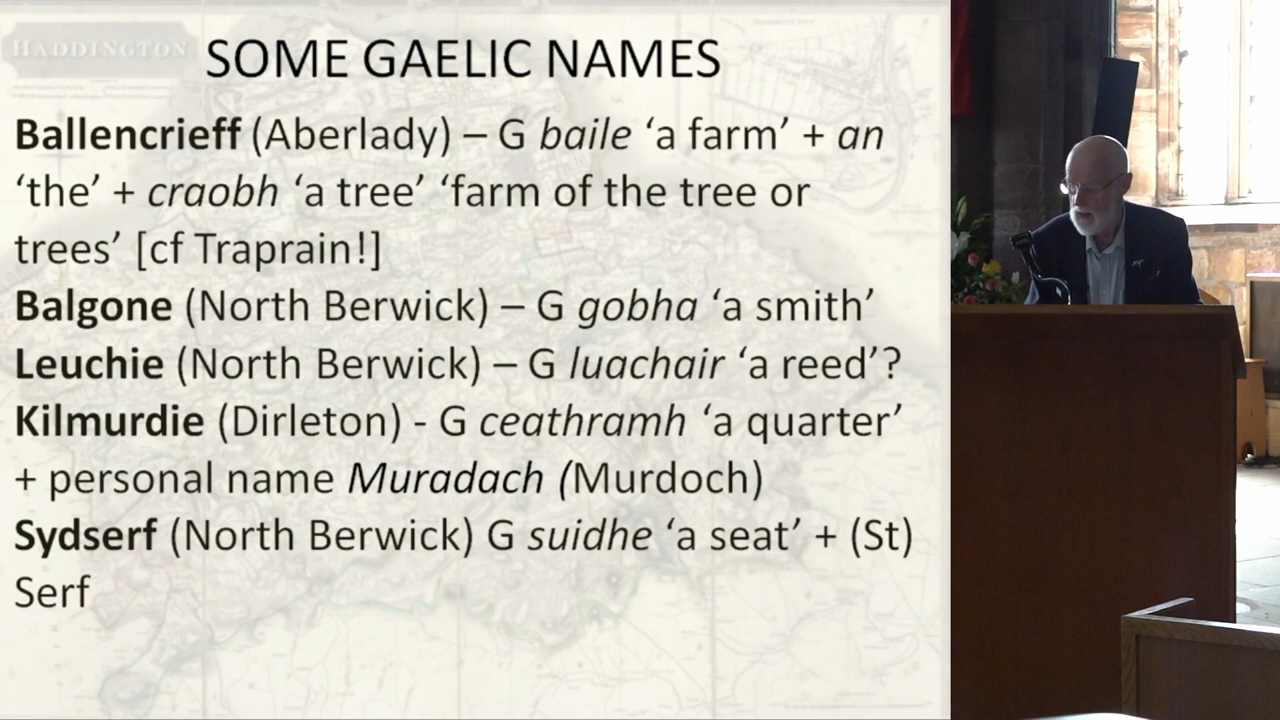 HADDINGTON
SOME GAELIC NAMES
Ballencrieff (Aberlady) – G baile ‘a farm’ + an
‘the’ + craobh ‘a tree’ ‘farm of the tree or
trees’ [cf Traprain!]
Balgone (North Berwick) – G gobha ‘a smith’
Leuchie (North Berwick) – G luachair ‘a reed’?
Kilmurdie (Dirleton) - G ceathramh ‘a quarter’
+ personal name Muradach (Murdoch)
Sydserf (North Berwick) G suidhe ‘a seat’ + (St)
Serf